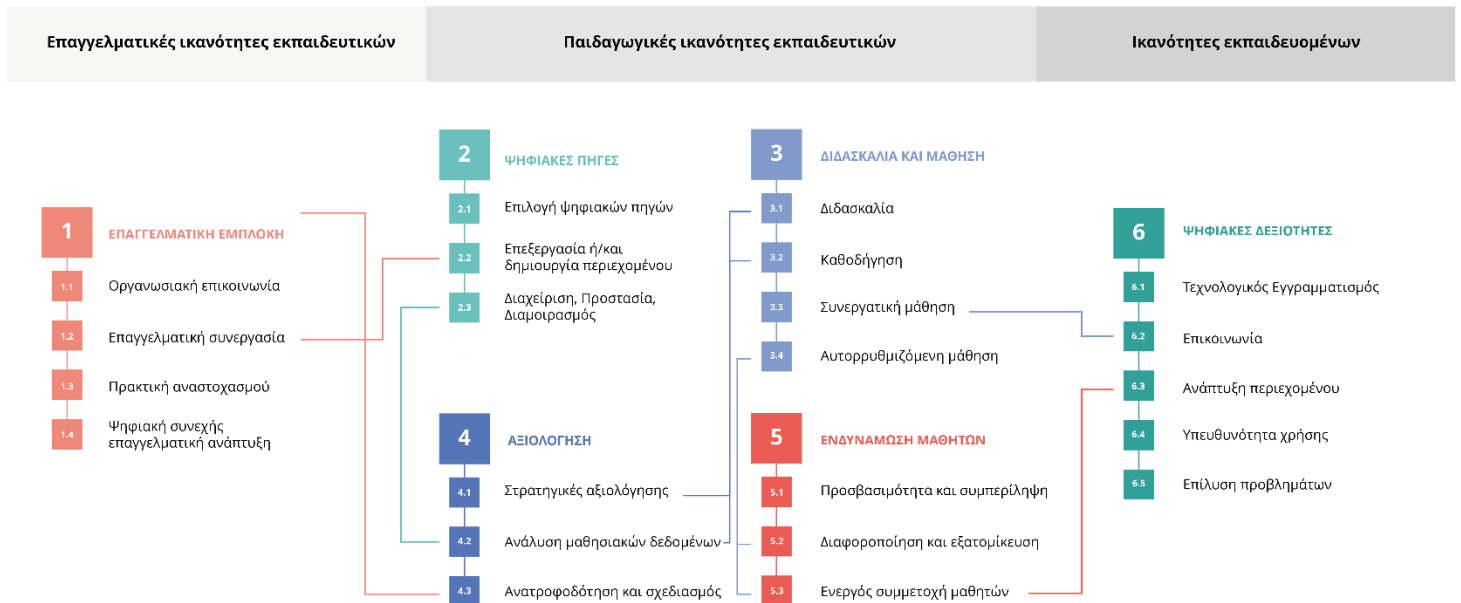 Επαγγελματικές ικανότητες εκπαιδευτικών
Παιδαγωγικές ικανότητες εκπαιδευτικών
Ικανότητες εκπαιδευομένων
1 ΕΠΑΓΓΕΛΜΑΤΙΚΗ ΕΜΠΛΟΚΗ
1.1 Οργανωσιακή επικοινωνία
1.2 Επαγγελματική συνεργασία
1.3 Πρακτική αναστοχασμού
1.4 Ψηφιακή συνεχής
επαγγελματική ανάπτυξη
2 ΨΗΦΙΑΚΕΣ ΠΗΓΕΣ
2.1 Επιλογή ψηφιακών πηγών
2.2 Επεξεργασία ή/και
δημιουργία περιεχομένου
2.3 Διαχείριση, Προστασία,
Διαμοιρασμός
3 ΔΙΔΑΣΚΑΛΙΑ ΚΑΙ ΜΑΘΗΣΗ
3.1 Διδασκαλία
3.2 Καθοδήγηση
3.3 Συνεργατική μάθηση
3.4 Αυτορρυθμιζόμενη μάθηση
4 ΑΞΙΟΛΟΓΗΣΗ
4.1 Στρατηγικές αξιολόγησης
4.2 Ανάλυση μαθησιακών δεδομένων
4.3 Ανατροφοδότηση και σχεδιασμός
5 ΕΝΔΥΝΑΜΩΣΗ ΜΑΘΗΤΩΝ
5.1 Προσβασιμότητα και συμπερίληψη
5.2 Διαφοροποίηση και εξατομίκευση
5.3 Ενεργός συμμετοχή μαθητών
6 ΨΗΦΙΑΚΕΣ ΔΕΞΙΟΤΗΤΕΣ
6.1 Τεχνολογικός Εγγραμματισμός
6.2 Επικοινωνία
6.3 Ανάπτυξη περιεχομένου
6.4 Υπευθυνότητα χρήσης
6.5 Επίλυση προβλημάτων